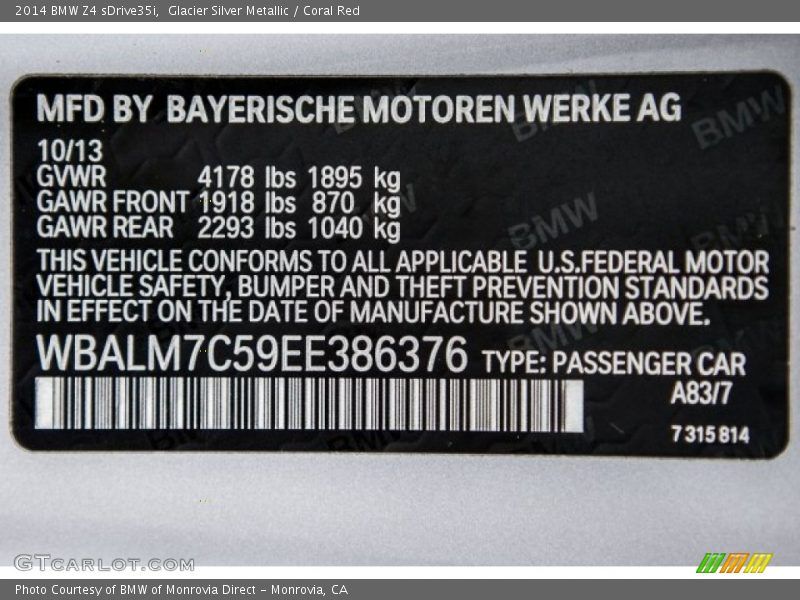 2014 BMW Z4 sDrive35i,  Glacier Silver Metallic / Coral Red
MFD BY BAYERISCHE MOTOREN WERKE AG
10/13
GVWR 4178 lbs 1895 kg
GAWR FRONT 1918 lbs 870 kg
GAWR REAR 2293 lbs 1040 kg
THIS VEHICLE CONFORMS TO ALL APPLICABLE U.S.FEDERAL MOTOR
VEHICLE SAFETY, BUMPER AND THEFT PREVENTION STANDARDS
IN EFFECT ON THE DATE OF MANUFACTURE SHOWN ABOVE.
WBALM7C59EE386376 TYPE: PASSENGER CAR
A83/7
7 315 814
GTCARLOT.COM
Photo Courtesy of BMW of Monrovia Direct - Monrovia, CA